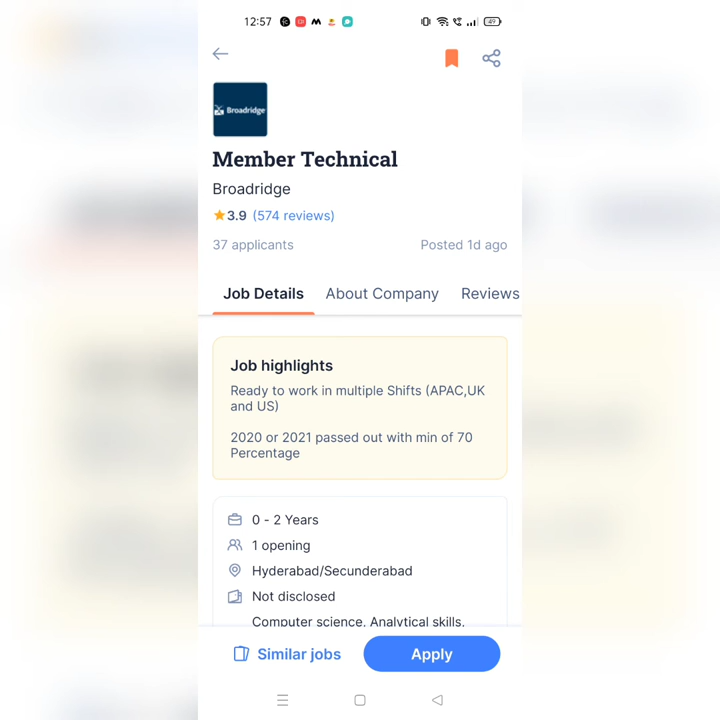 12:57
49
Broadridge
Member Technical
Broadridge
3.9 (574 reviews)
37 applicants
Posted 1d ago
Job Details
About Company
Reviews
Job highlights
Ready to work in multiple Shifts (APAC,UK
and US)
2020 or 2021 passed out with min of 70
Percentage
0 - 2 Years
1 opening
Hyderabad/Secunderabad
Not disclosed
Computer science, Analytical skills,
Similar jobs
Apply